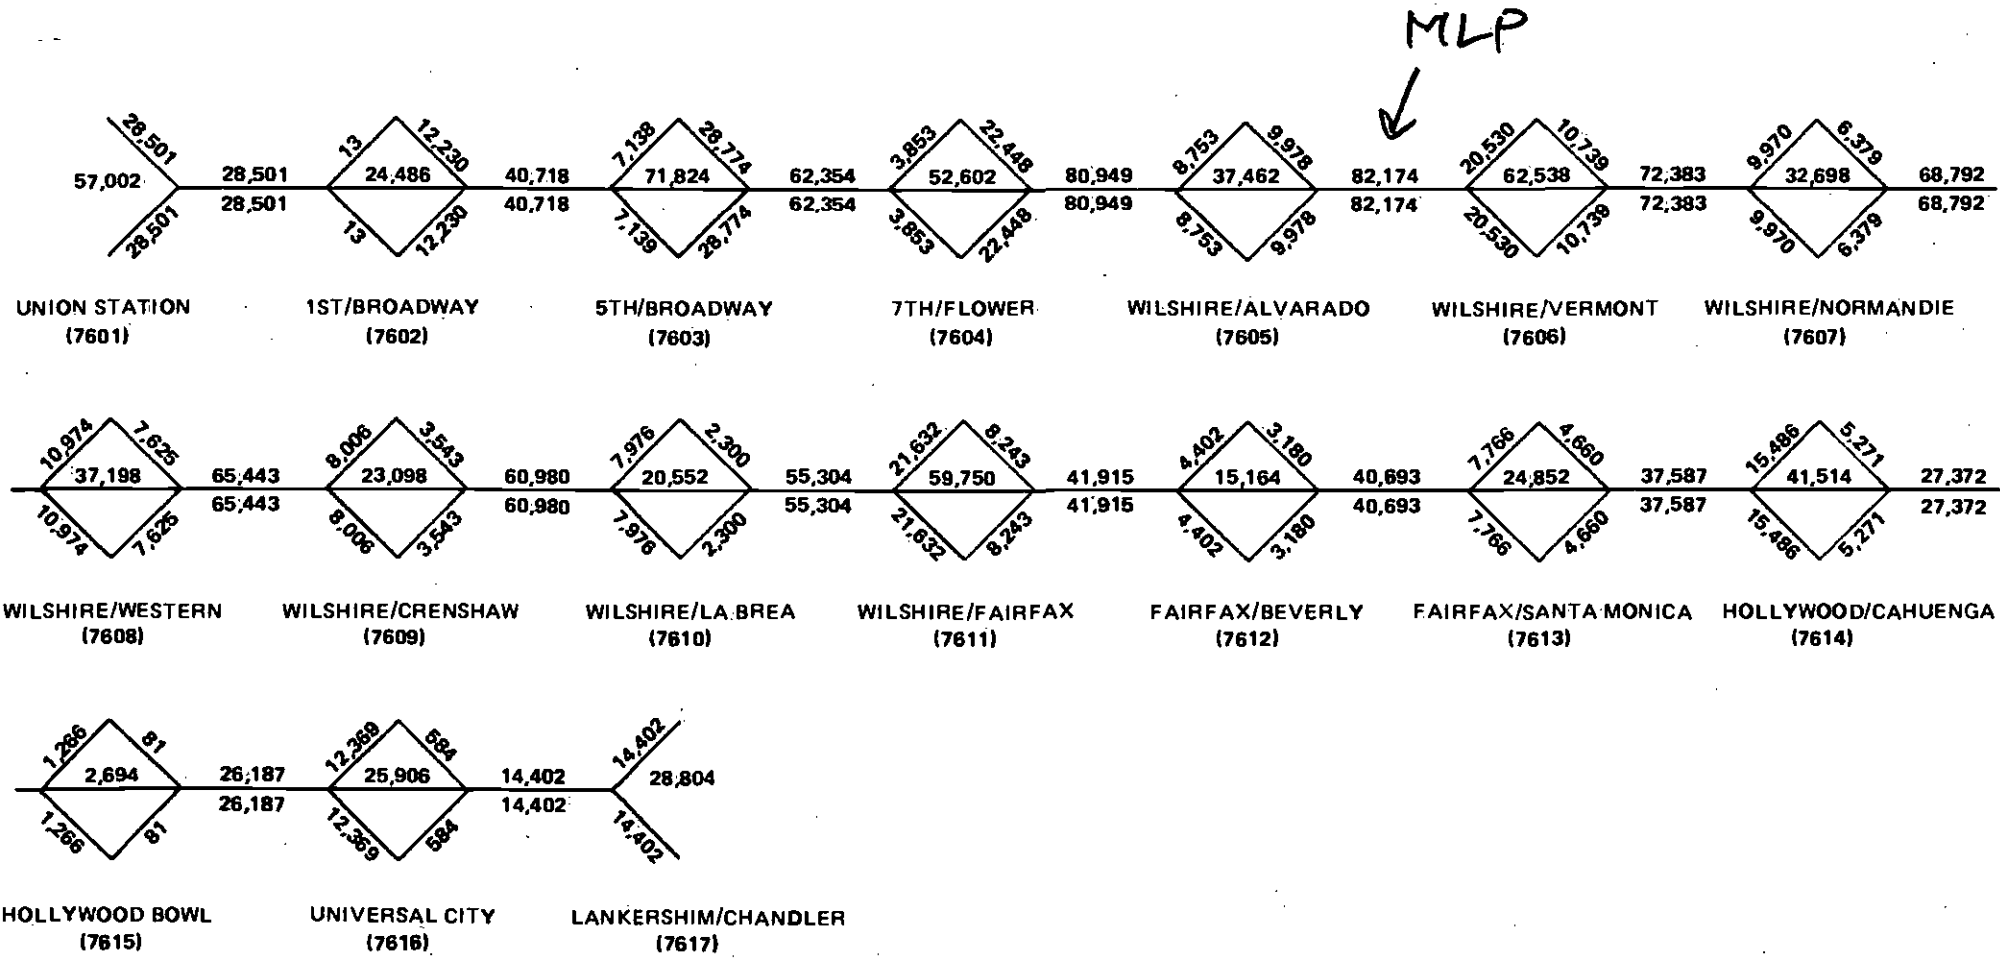 MLP
28,501 13 12,230 7,138 28,774 3,853 22,448 8,753 9,978 20,530 10,739 9,970 6,379
57,002 28,501 24,486 40,718 71,824 62,354 52,602 80,949 37,462 82,174 62,538 72,383 32,698 68,792
28,501 40,718 62,354 80,949 82,174 72,383 68,792
28,501 13 12,230 7,139 28,774 3,853 22,448 8,753 9,978 20,530 10,739 9,970 6,379
UNION STATION 1ST/BROADWAY 5TH/BROADWAY 7TH/FLOWER WILSHIRE/ALVARADO WILSHIRE/VERMONT WILSHIRE/NORMANDIE
(7601) (7602) (7603) (7604) (7605) (7606) (7607)
10,974 7,625 8,006 3,543 7,976 2,300 21,632 8,243 4,402 3,180 7,766 4,660 15,486 5,271
37,198 65,443 23,098 60,980 20,552 55,304 59,750 41,915 15,164 40,693 24,852 37,587 41,514 27,372
65,443 60,980 55,304 41,915 40,693 37,587 27,372
10,974 7,625 8,006 3,543 7,976 2,300 21,632 8,243 4,402 3,180 7,766 4,660 15,486 5,271
WILSHIRE/WESTERN WILSHIRE/CRENSHAW WILSHIRE/LA BREA WILSHIRE/FAIRFAX FAIRFAX/BEVERLY FAIRFAX/SANTA MONICA HOLLYWOOD/CAHUENGA
(7608) (7609) (7610) (7611) (7612) (7613) (7614)
1,266 81 12,369 584 14,402
2,694 26,187 25,906 14,402 28,804
26,187 14,402
1,266 81 12,369 584 14,402
HOLLYWOOD BOWL UNIVERSAL CITY LANKERSHIM/CHANDLER
(7615) (7616) (7617)